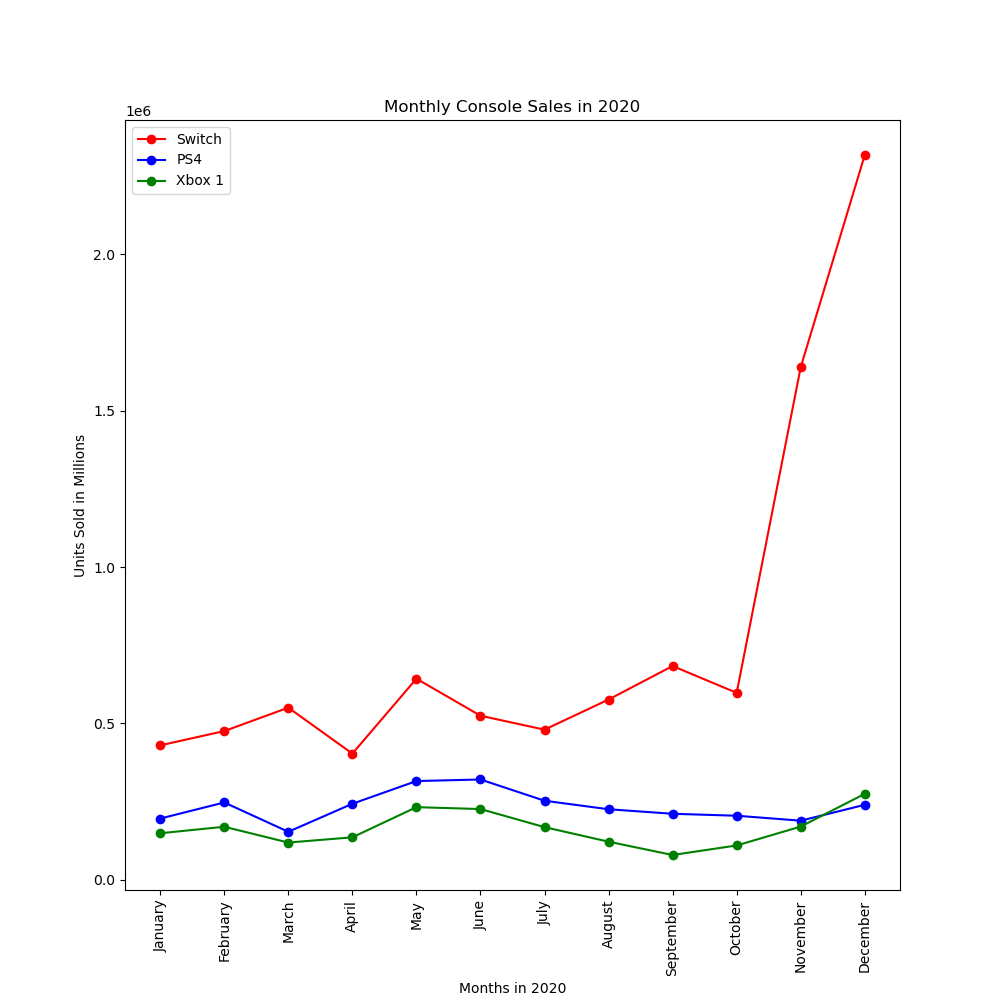 Monthly Console Sales in 2020
1e6
Switch
PS4
Xbox 1
2.0
1.5
1.0
0.5
0.0
Units Sold in Millions
January
February
March
April
May
June
July
August
September
October
November
December
Months in 2020